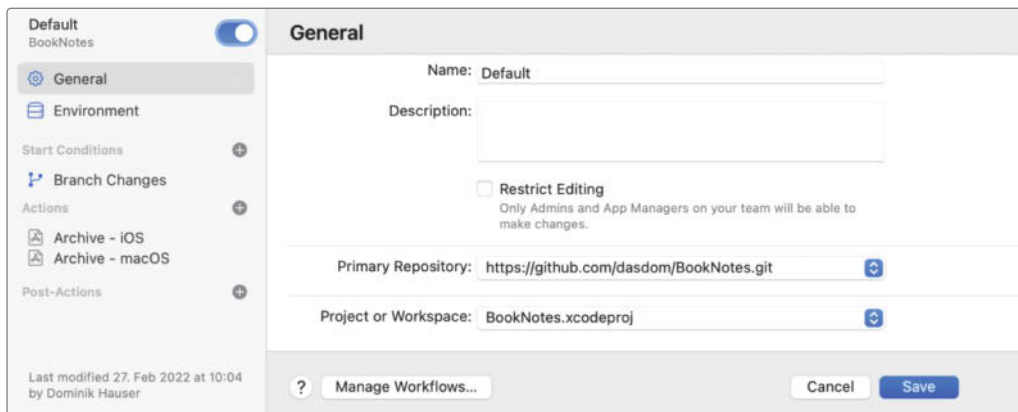 Default
BookNotes
General
Environment
Start Conditions
Branch Changes
Actions
Archive - iOS
Archive - macOS
Post-Actions
Last modified 27. Feb 2022 at 10:04
by Dominik Hauser
General
Name: Default
Description:
Restrict Editing
Only Admins and App Managers on your team will be able to
make changes.
Primary Repository: https://github.com/dasdom/BookNotes.git
Project or Workspace: BookNotes.xcodeproj
? Manage Workflows... Cancel Save